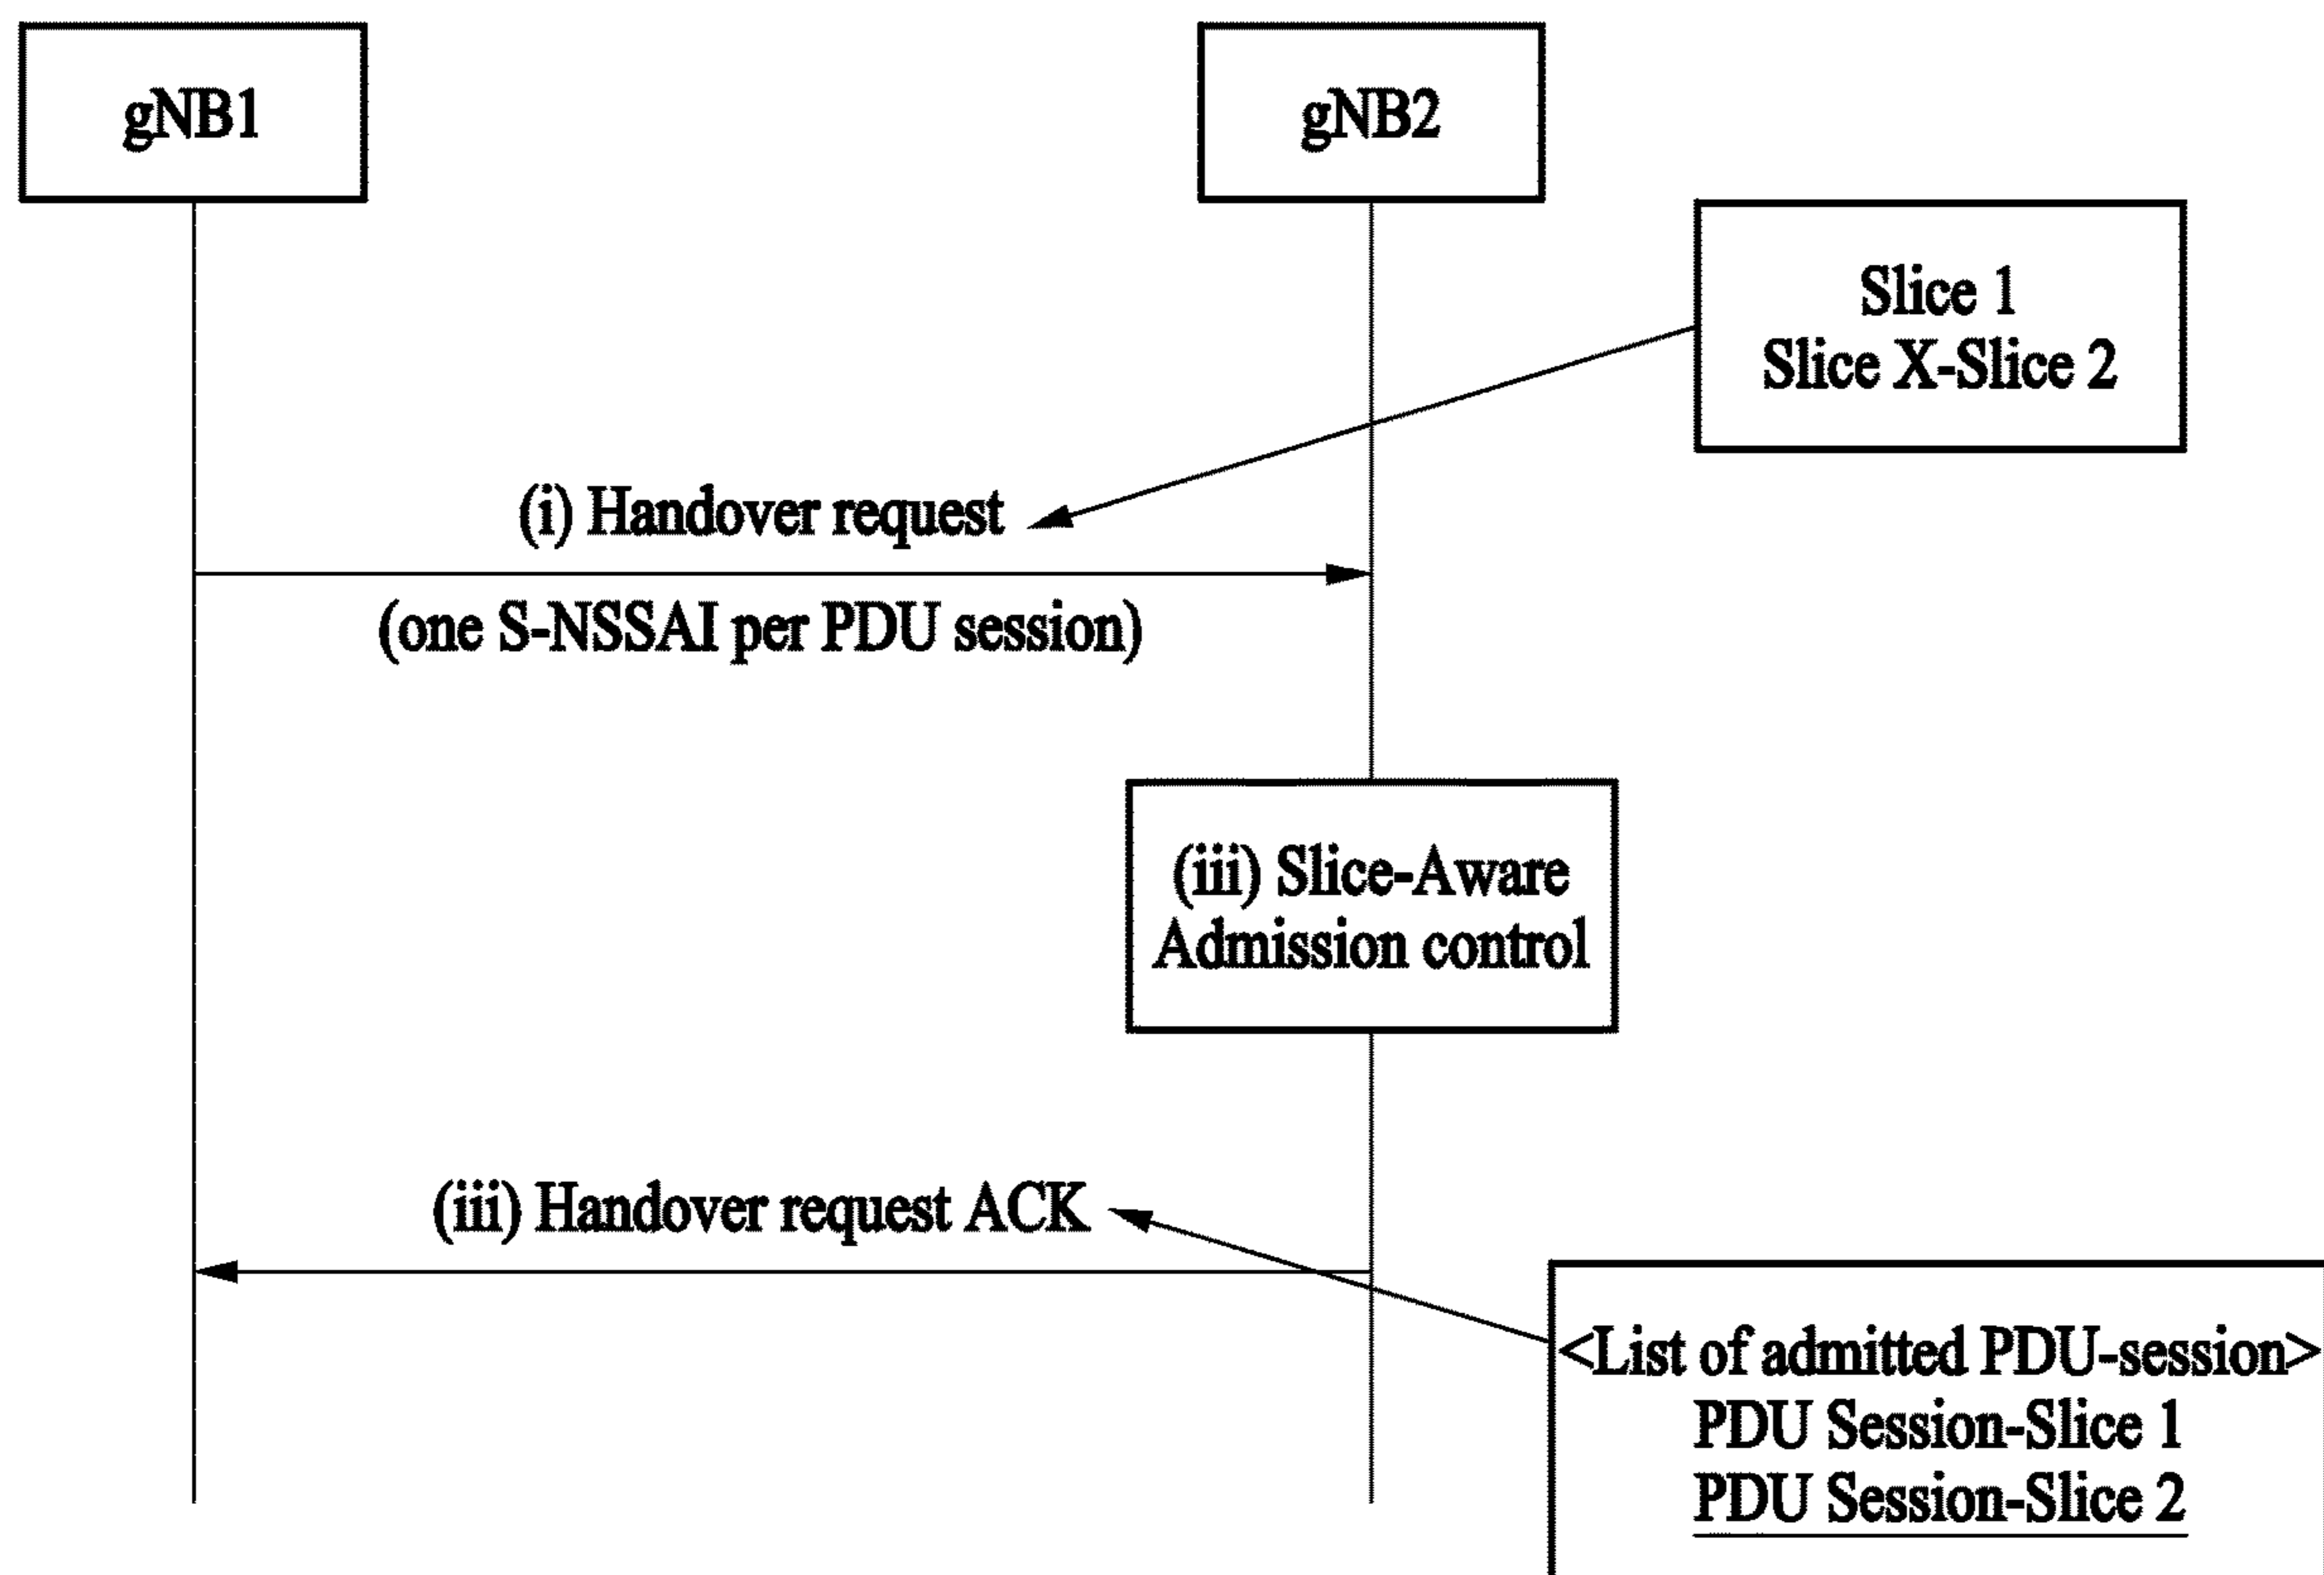 gNB1
gNB2
Slice 1
Slice X-Slice 2
(i) Handover request
(one S-NSSAI per PDU session)
(iii) Slice-Aware
Admission control
(iii) Handover request ACK
<List of admitted PDU-session>
PDU Session-Slice 1
PDU Session-Slice 2